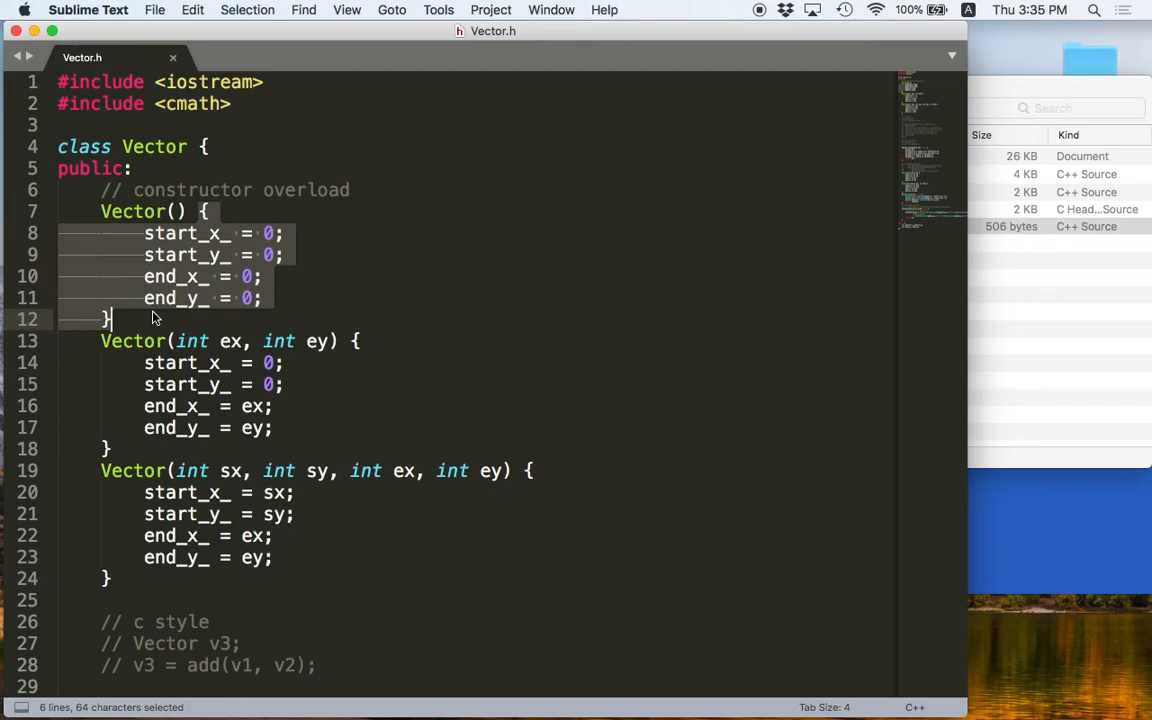 Sublime Text File Edit Selection Find View Goto Tools Project Window Help 100% A Thu 3:35 PM
Vector.h
Vector.h ×
Search
Size Kind
26 KB Document
4 KB C++ Source
2 KB C++ Source
2 KB C Head...Source
506 bytes C++ Source
1 #include <iostream>
2 #include <cmath>
3
4 class Vector {
5 public:
6 // constructor overload
7 Vector() {
8 start_x_ = 0;
9 start_y_ = 0;
10 end_x_ = 0;
11 end_y_ = 0;
12 }
13 Vector(int ex, int ey) {
14 start_x_ = 0;
15 start_y_ = 0;
16 end_x_ = ex;
17 end_y_ = ey;
18 }
19 Vector(int sx, int sy, int ex, int ey) {
20 start_x_ = sx;
21 start_y_ = sy;
22 end_x_ = ex;
23 end_y_ = ey;
24 }
25
26 // c style
27 // Vector v3;
28 // v3 = add(v1, v2);
29
6 lines, 64 characters selected Tab Size: 4 C++